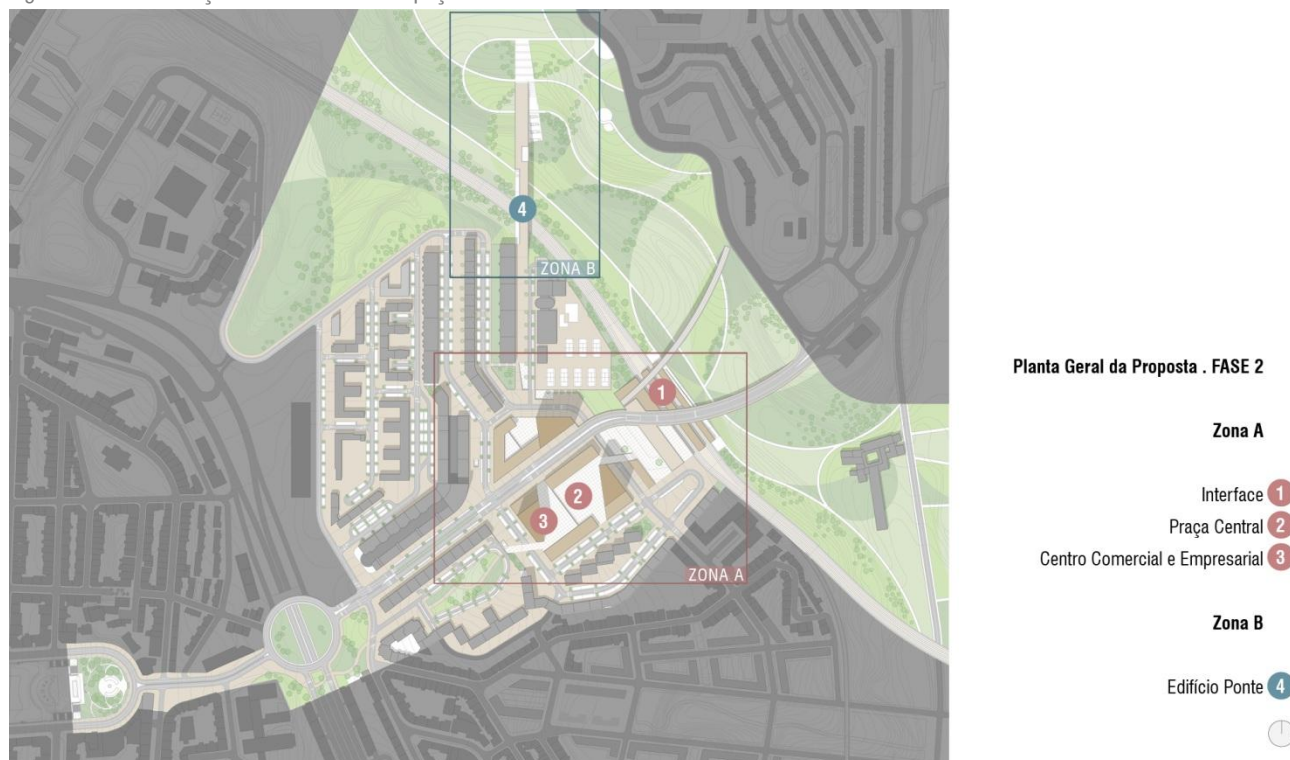 4
ZONA B
1
2
3
ZONA A
Planta Geral da Proposta . FASE 2
Zona A
Interface 1
Praça Central 2
Centro Comercial e Empresarial 3
Zona B
Edifício Ponte 4